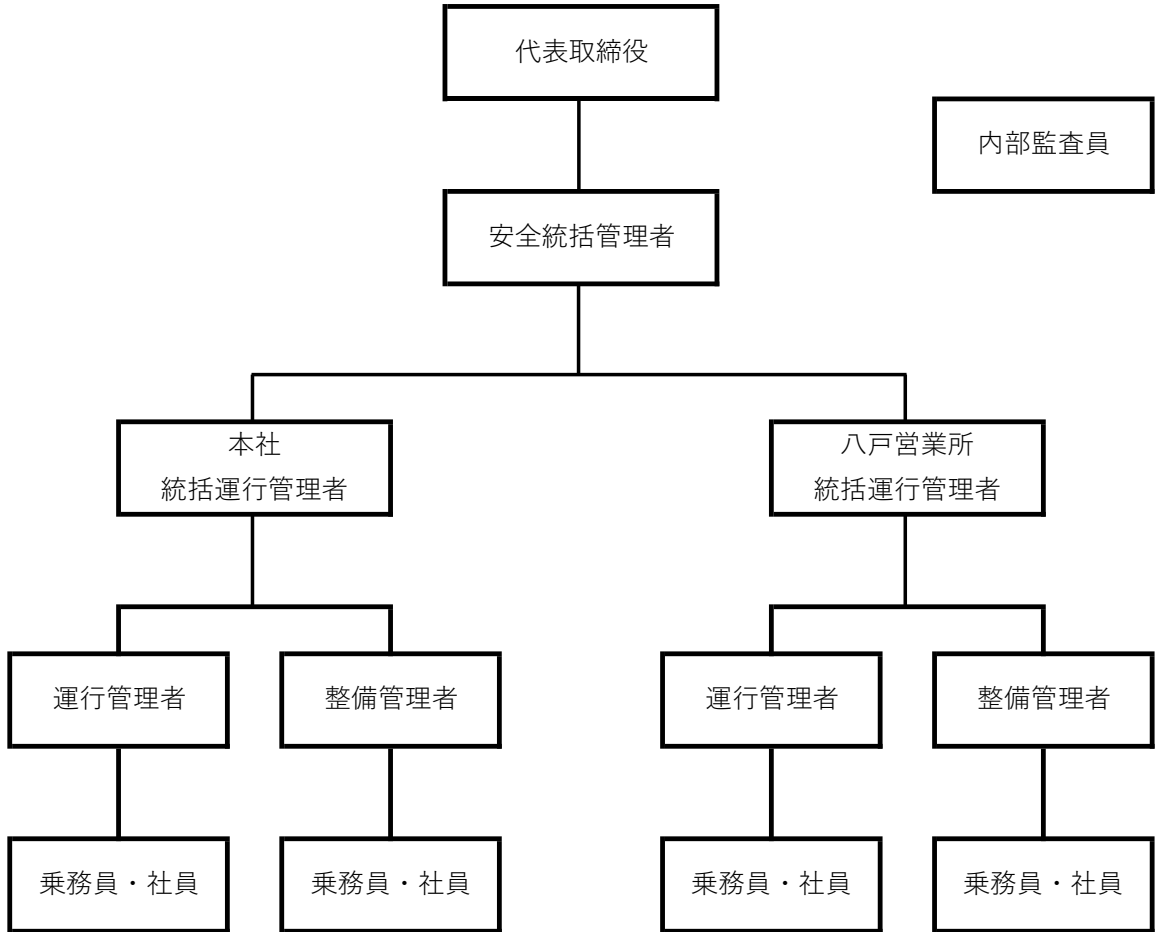 代表取締役
内部監査員
安全統括管理者
本社
統括運行管理者
八戸営業所
統括運行管理者
運行管理者
整備管理者
運行管理者
整備管理者
乗務員・社員
乗務員・社員
乗務員・社員
乗務員・社員